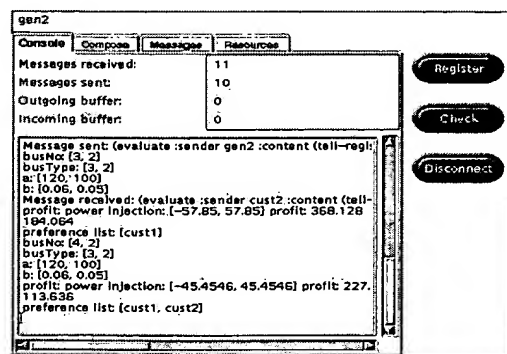 gen2
Console Compose Messages Resources
Messages received: 11
Messages sent: 10
Outgoing buffer: 0
Incoming buffer: 0
Register
Check
Disconnect
Message sent: (evaluate :sender gen2 :content (tell-regi:
busNo: [3, 2]
busType: [3, 2]
a: [120, 100]
b: [0.06, 0.05]
Message received: (evaluate :sender cust2 :content (tell-
profit: power injection: [-57.85, 57.85] profit: 368.128
184.064
preference list: [cust1]
busNo: [4, 2]
busType: [3, 2]
a: [120, 100]
b: [0.06, 0.05]
profit: power injection: [-45.4546, 45.4546] profit: 227.
113.636
preference list: [cust1, cust2]